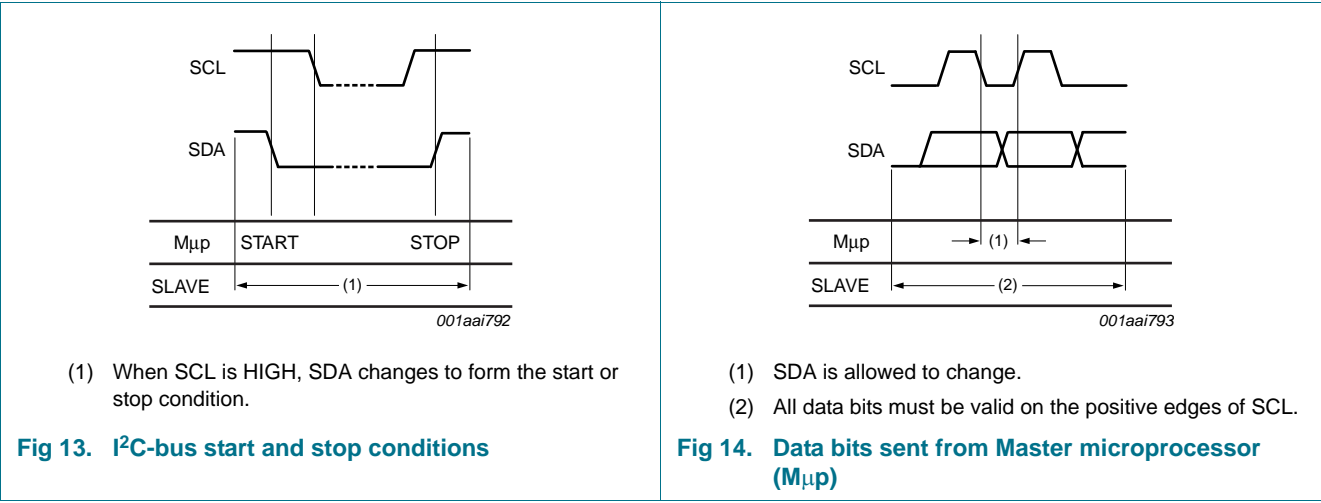 SCL
SDA
Mμp START STOP
SLAVE (1)
001aai792
(1) When SCL is HIGH, SDA changes to form the start or
stop condition.
Fig 13. I²C-bus start and stop conditions
SCL
SDA
Mμp (1)
SLAVE (2)
001aai793
(1) SDA is allowed to change.
(2) All data bits must be valid on the positive edges of SCL.
Fig 14. Data bits sent from Master microprocessor
(Mμp)